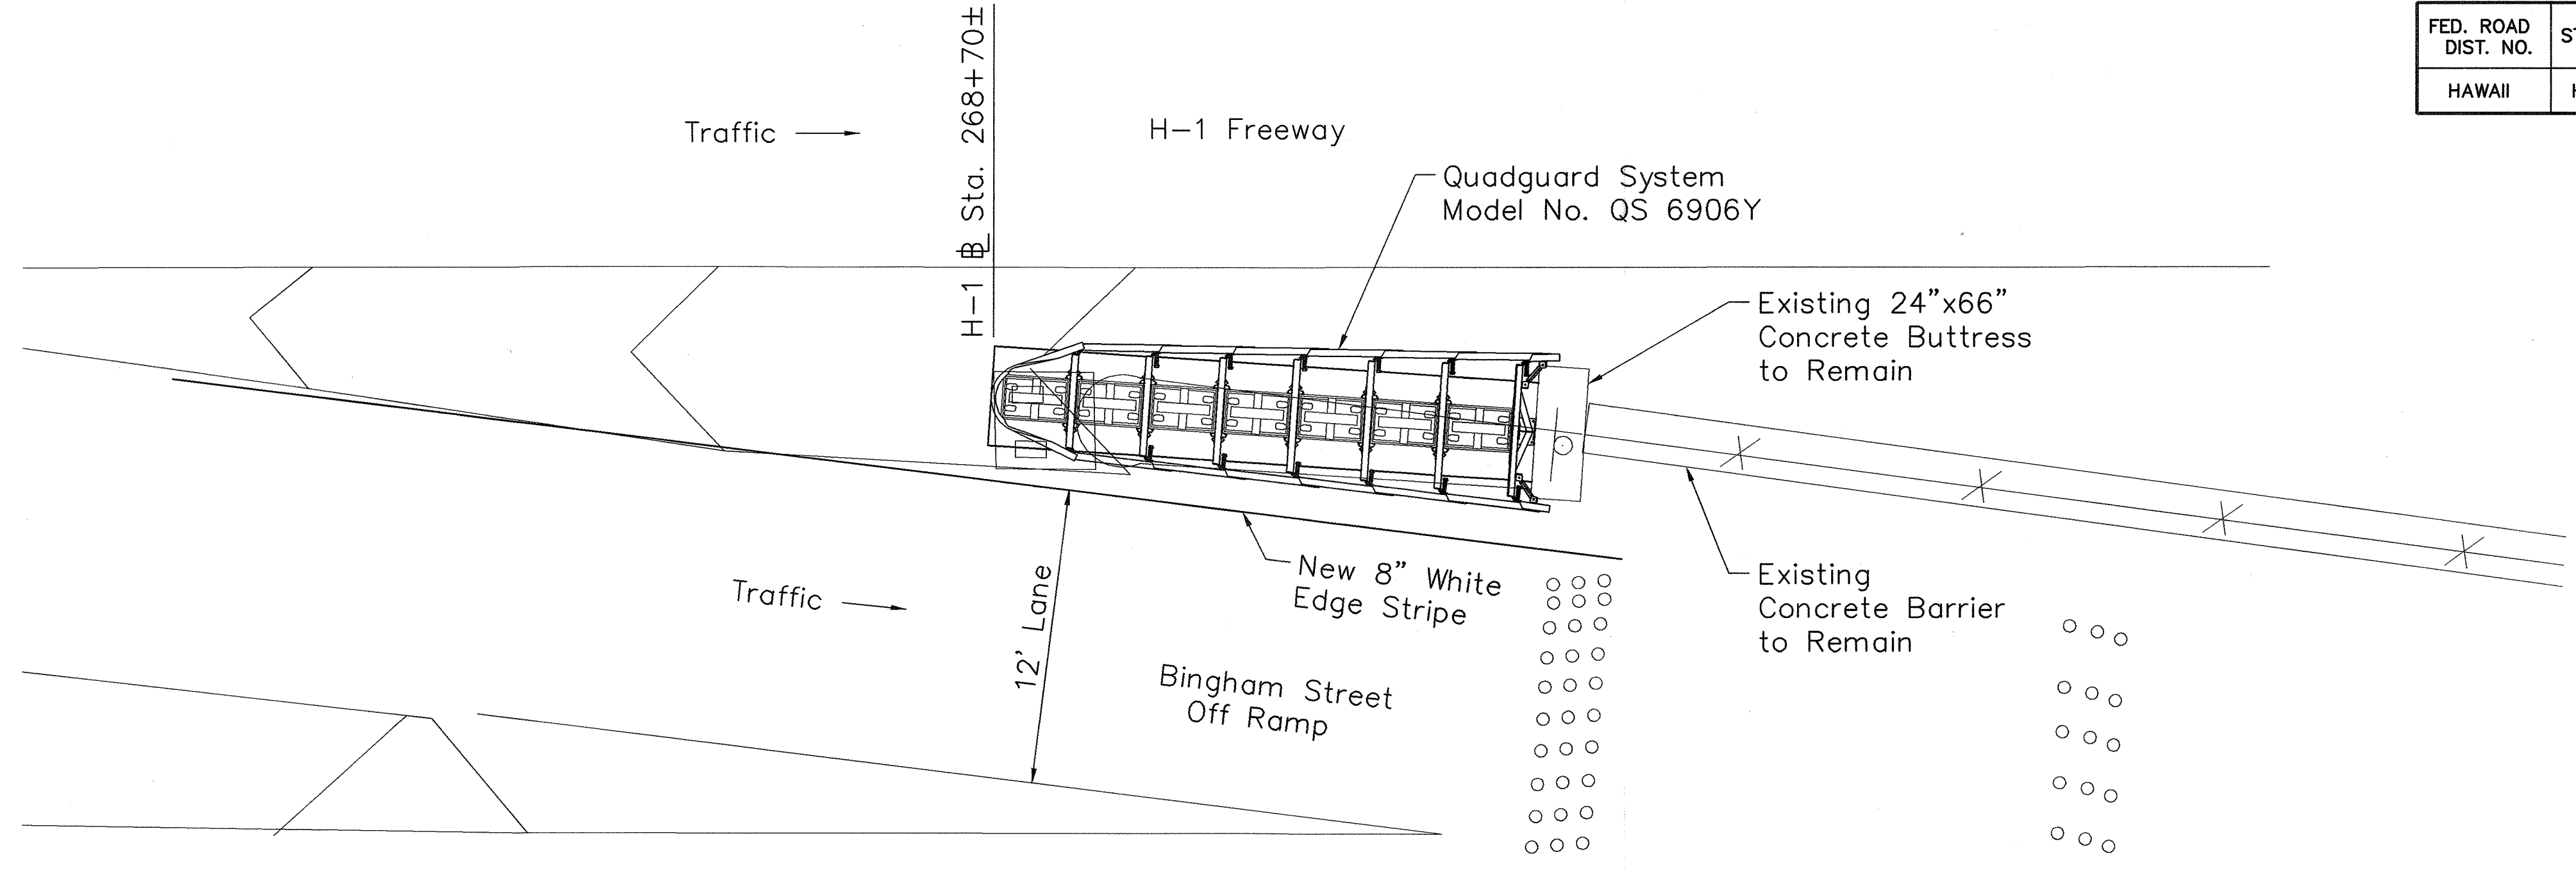 FED. ROAD
DIST. NO.
HAWAII
H-1 B Sta. 268+70±
Traffic
H-1 Freeway
Quadguard System
Model No. QS 6906Y
Existing 24"x66"
Concrete Buttress
to Remain
New 8" White
Edge Stripe
Traffic
12' Lane
Existing
Concrete Barrier
to Remain
Bingham Street
Off Ramp